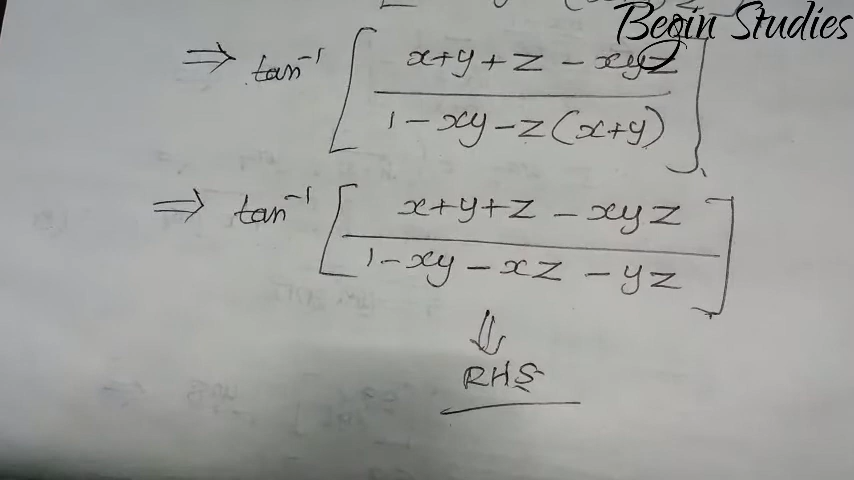 Begin Studies
⇒ tan⁻¹ [ x+y+z - xyz
1 - xy - z(x+y) ]
⇒ tan⁻¹ [ x+y+z - xyz
1 - xy - xz - yz ]
⇓
RHS